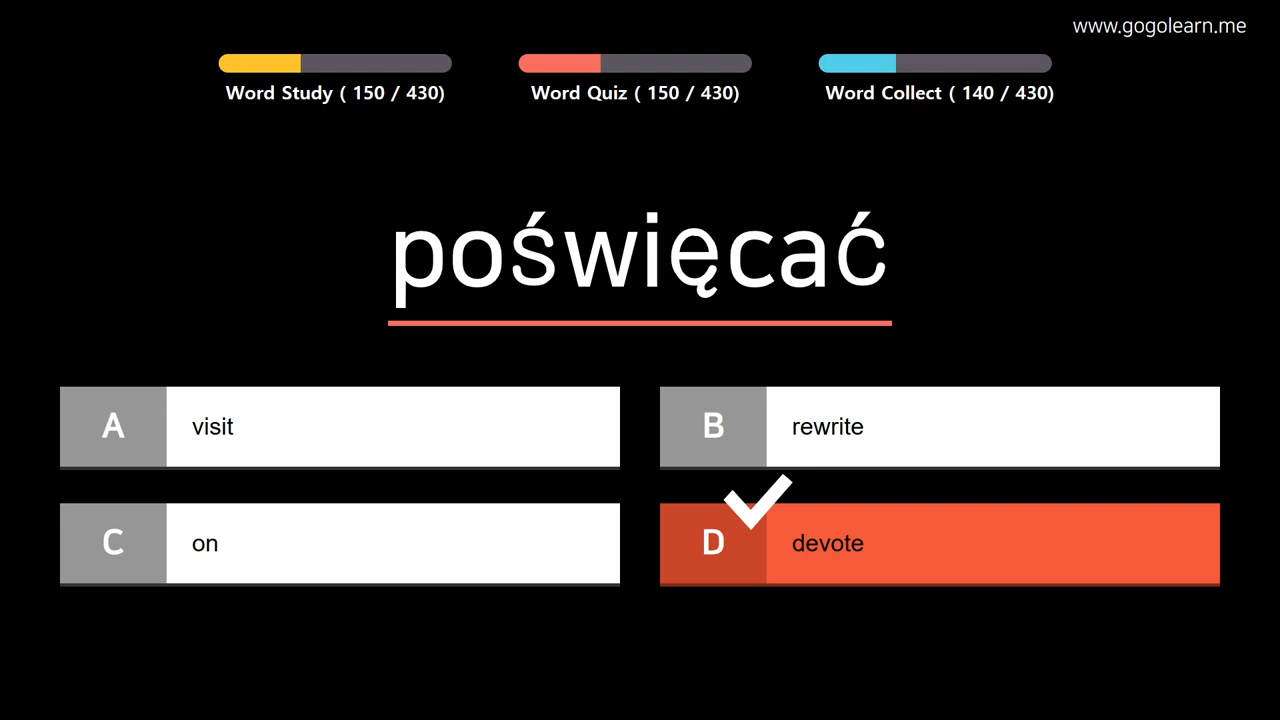 www.gogolearn.me
Word Study ( 150 / 430)
Word Quiz ( 150 / 430)
Word Collect ( 140 / 430)
poświęcać
A visit
B rewrite
C on
D devote